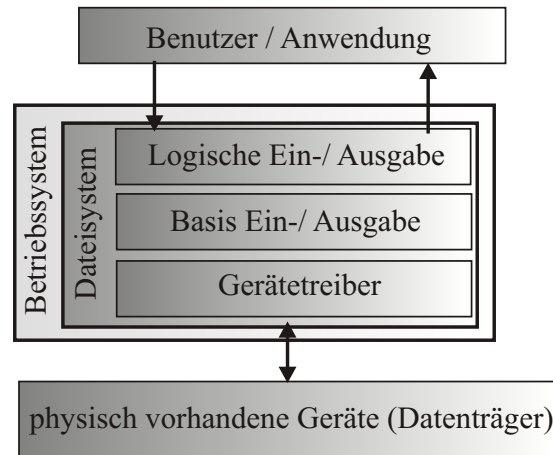 Benutzer / Anwendung
Betriebssystem
Dateisystem
Logische Ein-/ Ausgabe
Basis Ein-/ Ausgabe
Gerätetreiber
physisch vorhandene Geräte (Datenträger)